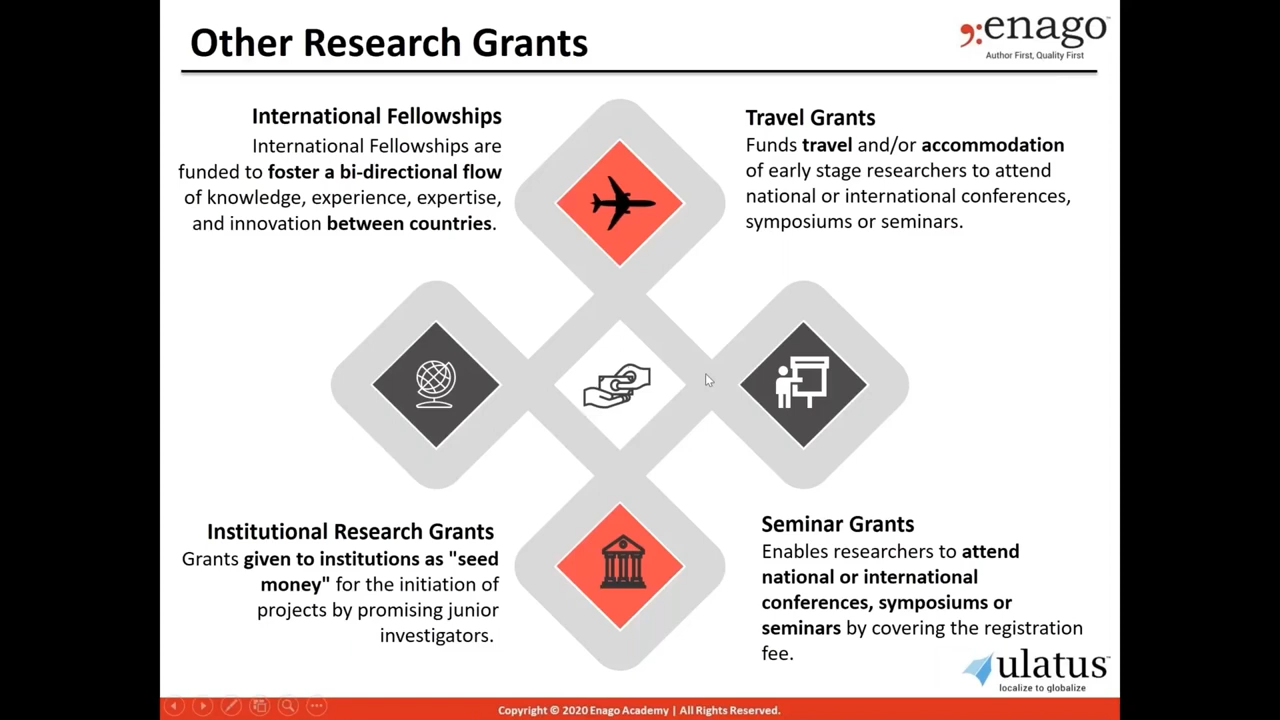 Other Research Grants
enago™
Author First, Quality First
International Fellowships
International Fellowships are
funded to foster a bi-directional flow
of knowledge, experience, expertise,
and innovation between countries.
Travel Grants
Funds travel and/or accommodation
of early stage researchers to attend
national or international conferences,
symposiums or seminars.
Institutional Research Grants
Grants given to institutions as "seed
money" for the initiation of
projects by promising junior
investigators.
Seminar Grants
Enables researchers to attend
national or international
conferences, symposiums or
seminars by covering the registration
fee.
ulatus™
localize to globalize
Copyright © 2020 Enago Academy | All Rights Reserved.